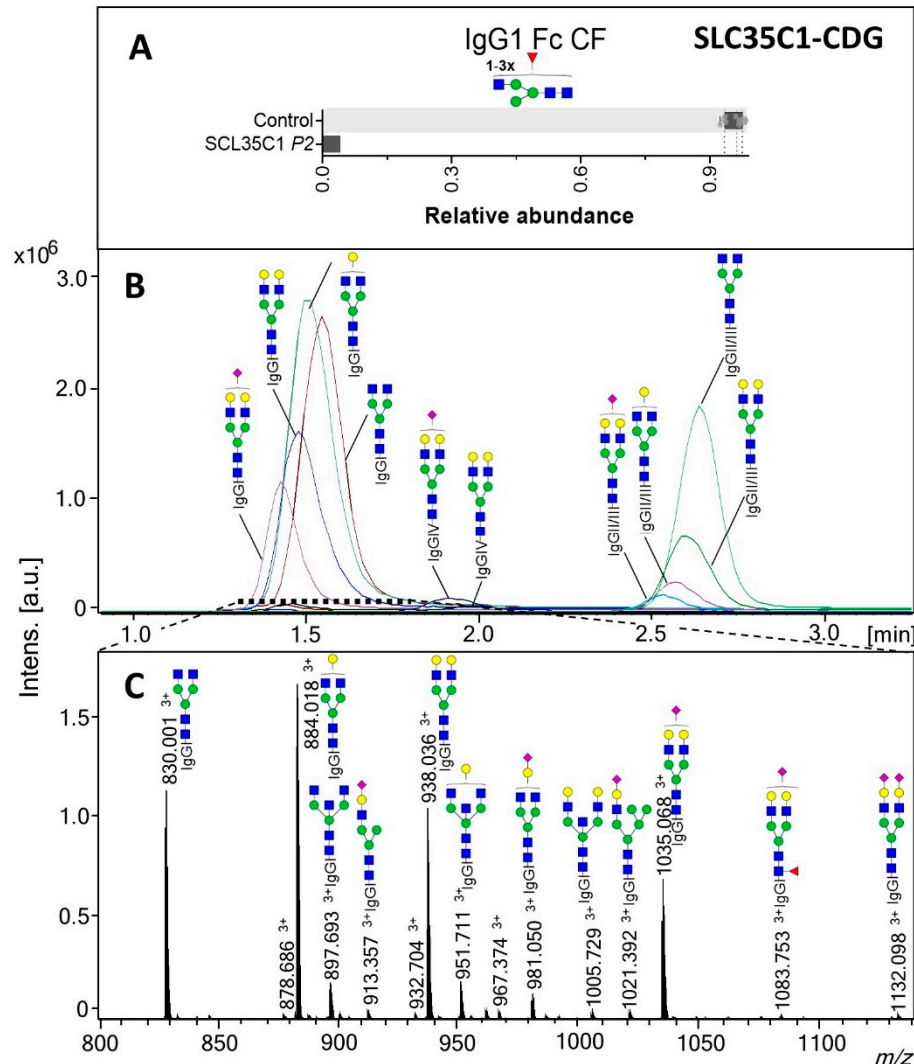 A
IgG1 Fc CF
SLC35C1-CDG
1-3x
Control
SCL35C1 P2
0.0
0.3
0.6
0.9
Relative abundance
x10⁶
B
3.0
2.0
1.0
0
IgGI
IgGI
IgGI
IgGI
IgGIV
IgGIV
IgGII/III
IgGII/III
IgGII/III
IgGII/III
1.0
1.5
2.0
2.5
3.0
[min]
Intens. [a.u.]
C
1.5
1.0
0.5
0
830.001 3+
IgGI
878.686 3+
884.018 3+
IgGI
897.693 3+
IgGI
913.357 3+
IgGI
932.704 3+
938.036 3+
IgGI
951.711 3+
IgGI
967.374 3+
981.050 3+
IgGI
1005.729 3+
IgGI
1021.392 3+
IgGI
1035.068 3+
IgGI
1083.753 3+
IgGI
1132.098 3+
IgGI
800
850
900
950
1000
1050
1100
m/z